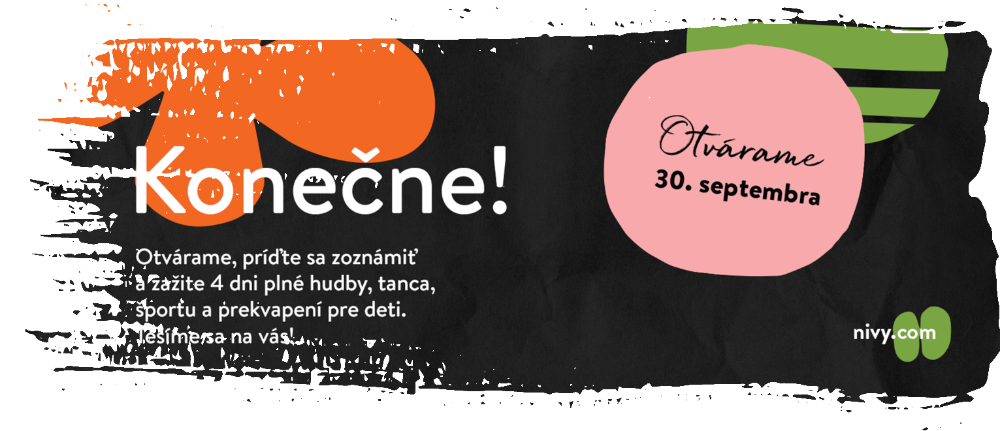 Konečne!
Otvárame, príďte sa zoznámiť
a zažite 4 dni plné hudby, tanca,
športu a prekvapení pre deti.
Tešíme sa na vás!
Otvárame
30. septembra
nivy.com